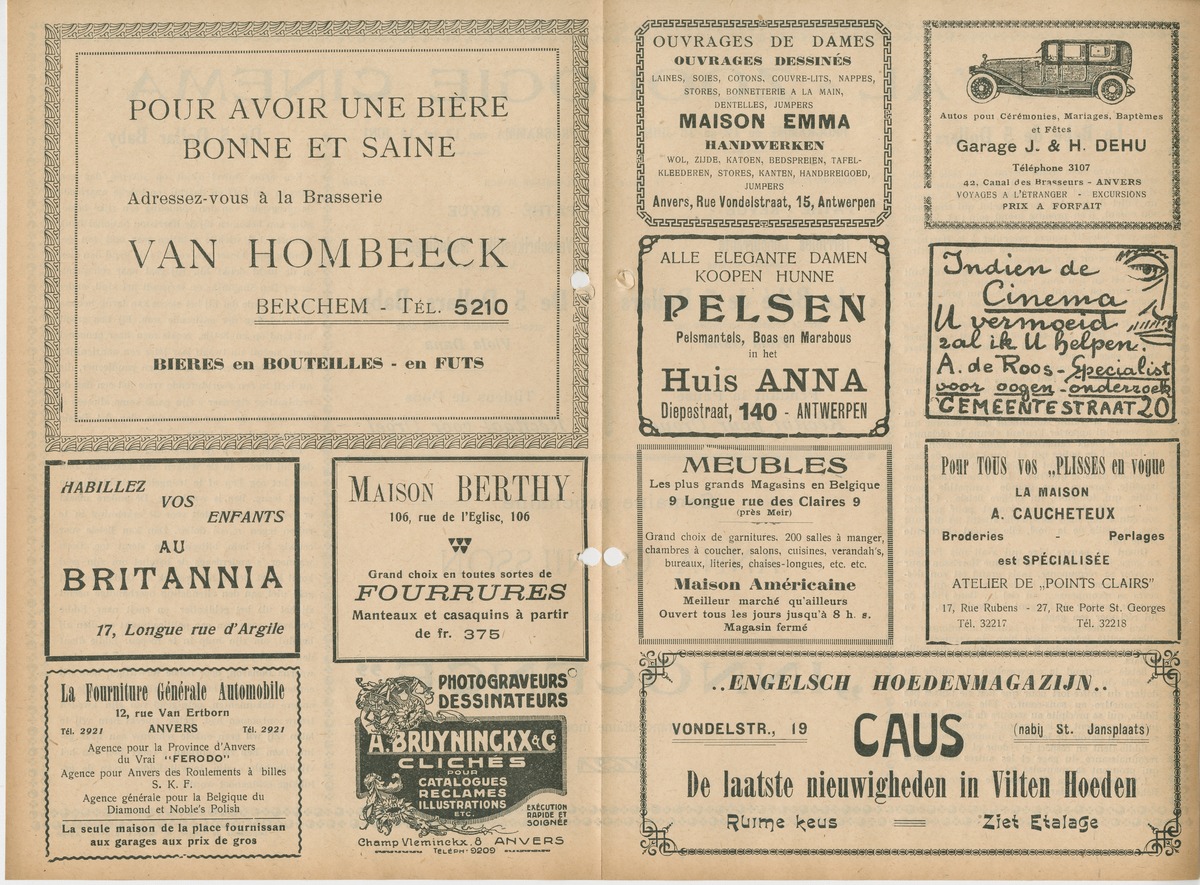 POUR AVOIR UNE BIÈRE
BONNE ET SAINE
Adressez-vous à la Brasserie
VAN HOMBEECK
BERCHEM - TÉL. 5210
BIERES en BOUTEILLES - en FUTS
HABILLEZ
VOS
ENFANTS
AU
BRITANNIA
17, Longue rue d'Argile
MAISON BERTHY
106, rue de l'Eglise, 106
Grand choix en toutes sortes de
FOURRURES
Manteaux et casaquins à partir
de fr. 375
La Fourniture Générale Automobile
12, rue Van Ertborn
Tél. 2921 ANVERS Tél. 2921
Agence pour la Province d'Anvers
du Vrai "FERODO"
Agence pour Anvers des Roulements à billes
S. K. F.
Agence générale pour la Belgique du
Diamond et Noble's Polish
La seule maison de la place fournissan
aux garages aux prix de gros
PHOTOGRAVEURS
DESSINATEURS
A. BRUYNINCKX & Co
CLICHÉS
POUR
CATALOGUES
RECLAMES
ILLUSTRATIONS
ETC.
EXÉCUTION
RAPIDE ET
SOIGNÉE
Champ Vleminckx. 8 ANVERS
TÉLÉPH. 9209
OUVRAGES DE DAMES
OUVRAGES DESSINÉS
LAINES, SOIES, COTONS, COUVRE-LITS, NAPPES,
STORES, BONNETTERIE A LA MAIN,
DENTELLES, JUMPERS
MAISON EMMA
HANDWERKEN
WOL, ZIJDE, KATOEN, BEDSPREIEN, TAFEL-
KLEEDEREN, STORES, KANTEN, HANDBREIGOED,
JUMPERS
Anvers, Rue Vondelstraat, 15, Antwerpen
Autos pour Cérémonies, Mariages, Baptèmes
et Fêtes
Garage J. & H. DEHU
Téléphone 3107
42, Canal des Brasseurs - ANVERS
VOYAGES A L'ÉTRANGER - EXCURSIONS
PRIX A FORFAIT
ALLE ELEGANTE DAMEN
KOOPEN HUNNE
PELSEN
Pelsmantels, Boas en Marabous
in het
Huis ANNA
Diepestraat, 140 - ANTWERPEN
Indien de
Cinema
U vermoeid
zal ik U helpen.
A. de Roos - Specialist
voor oogen-onderzoek
GEMEENTESTRAAT 20
MEUBLES
Les plus grands Magasins en Belgique
9 Longue rue des Claires 9
(près Meir)
Grand choix de garnitures. 200 salles à manger,
chambres à coucher, salons, cuisines, verandah's,
bureaux, literies, chaises-longues, etc. etc.
Maison Américaine
Meilleur marché qu'ailleurs
Ouvert tous les jours jusqu'à 8 h. s.
Magasin fermé
Pour TOUS vos „PLISSES en vogue
LA MAISON
A. CAUCHETEUX
Broderies - Perlages
est SPÉCIALISÉE
ATELIER DE „POINTS CLAIRS"
17, Rue Rubens - 27, Rue Porte St. Georges
Tél. 32217 Tél. 32218
..ENGELSCH HOEDENMAGAZIJN..
VONDELSTR., 19 CAUS (nabij St. Jansplaats)
De laatste nieuwigheden in Vilten Hoeden
Ruime keus Ziet Etalage